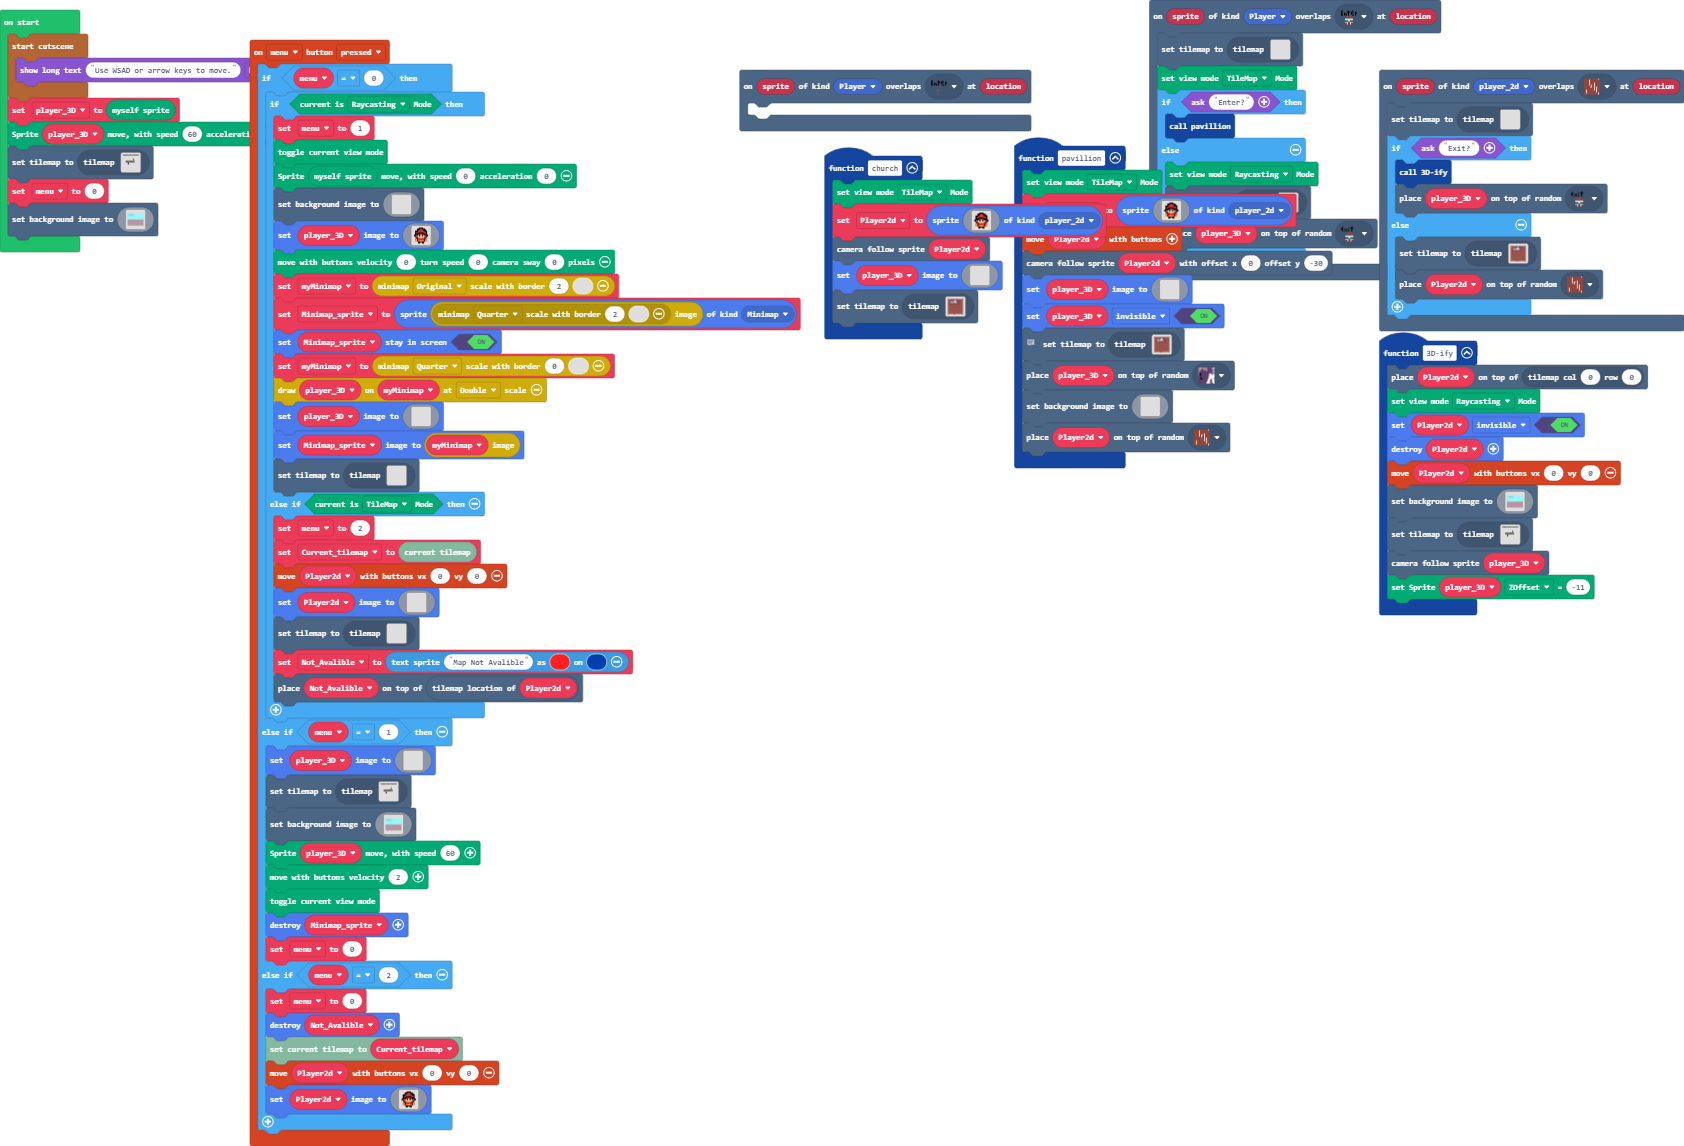 on start
start cutscene
show long text "Use WSAD or arrow keys to move."
set player_3D to myself sprite
Sprite player_3D move, with speed 60 accelerati
set tilemap to tilemap
set menu to 0
set background image to
on menu button pressed
if menu = 0 then
if current is Raycasting Mode then
set menu to 1
toggle current view mode
Sprite myself sprite move, with speed 0 acceleration 0
set background image to
set player_3D image to
move with buttons velocity 0 turn speed 0 camera sway 0 pixels
set myMinimap to minimap Original scale with border 2
set Minimap_sprite to sprite minimap Quarter scale with border 2 image of kind Minimap
set Minimap_sprite stay in screen ON
set myMinimap to minimap Quarter scale with border 0
draw player_3D on myMinimap at Double scale
set player_3D image to
set Minimap_sprite image to myMinimap image
set tilemap to tilemap
else if current is TileMap Mode then
set menu to 2
set Current_tilemap to current tilemap
move Player2d with buttons vx 0 vy 0
set Player2d image to
set tilemap to tilemap
set Not_Avalible to text sprite "Map Not Avalible" as on
place Not_Avalible on top of tilemap location of Player2d
else if menu = 1 then
set player_3D image to
set tilemap to tilemap
set background image to
Sprite player_3D move, with speed 60
move with buttons velocity 2
toggle current view mode
destroy Minimap_sprite
set menu to 0
else if menu = 2 then
set menu to 0
destroy Not_Avalible
set current tilemap to Current_tilemap
move Player2d with buttons vx 0 vy 0
set Player2d image to
on sprite of kind Player overlaps at location
function church
set view mode TileMap Mode
set Player2d to sprite of kind player_2d
camera follow sprite Player2d
set player_3D image to
set tilemap to tilemap
function pavillion
set view mode TileMap Mode
to sprite of kind player_2d
move Player2d with buttons
camera follow sprite Player2d with offset x 0 offset y -30
set player_3D image to
set player_3D invisible ON
set tilemap to tilemap
place player_3D on top of random
set background image to
place Player2d on top of random
on sprite of kind Player overlaps at location
set tilemap to tilemap
set view mode TileMap Mode
if ask "Enter?" then
call pavillion
else
set view mode Raycasting Mode
ce player_3D on top of random
on sprite of kind player_2d overlaps at location
set tilemap to tilemap
if ask "Exit?" then
call 3D-ify
place player_3D on top of random
else
set tilemap to tilemap
place Player2d on top of random
function 3D-ify
place Player2d on top of tilemap col 0 row 0
set view mode Raycasting Mode
set Player2d invisible ON
destroy Player2d
move Player2d with buttons vx 0 vy 0
set background image to
set tilemap to tilemap
camera follow sprite player_3D
set Sprite player_3D ZOffset = -11